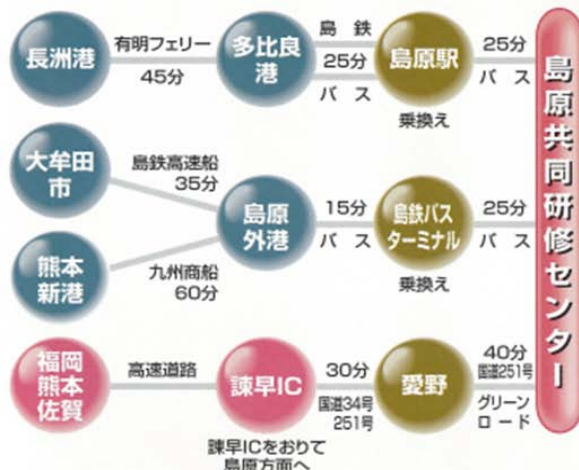 長洲港
有明フェリー
45分
多比良
港
島 鉄
25分
バ ス
島原駅
乗換え
25分
バ ス
大牟田
市
島鉄高速船
35分
熊本
新港
九州商船
60分
島原
外港
15分
バ ス
島鉄バス
ターミナル
乗換え
25分
バ ス
福岡
熊本
佐賀
高速道路
諫早IC
諫早ICをおりて
島原方面へ
30分
国道34号
251号
愛野
40分
国道251号
グリーン
ロ ー ド
島原共同研修センター